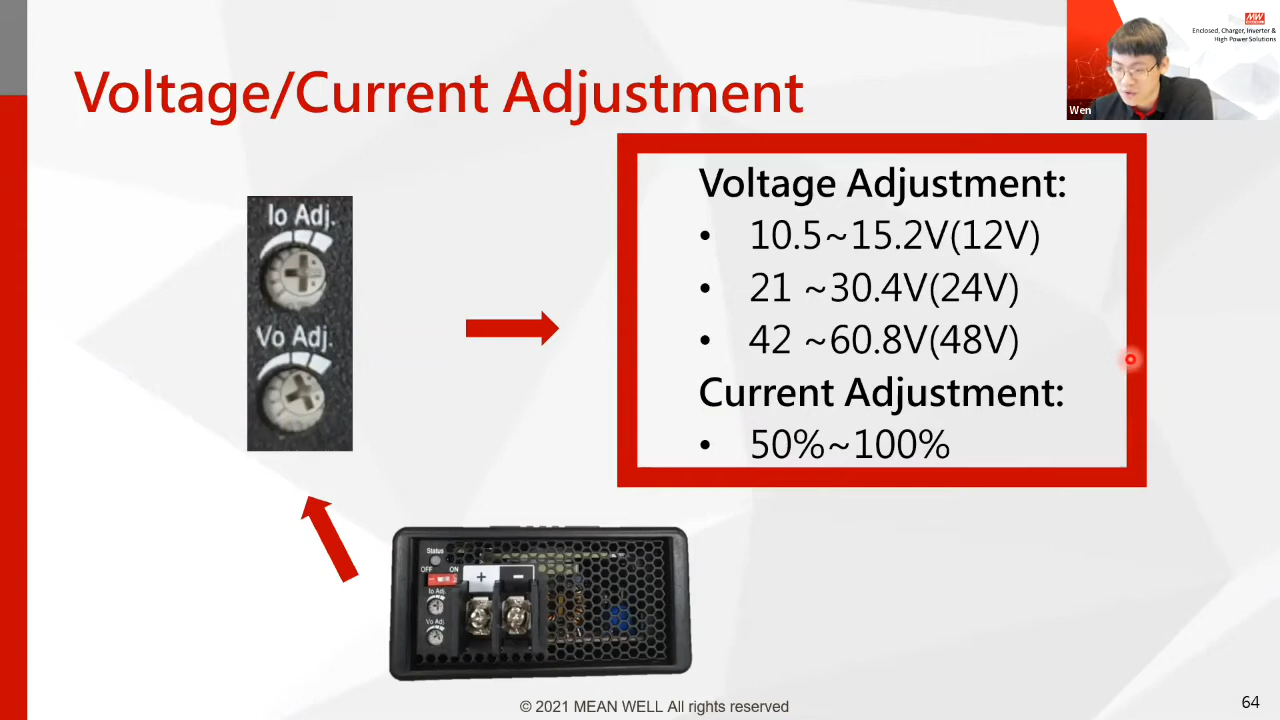 Voltage/Current Adjustment
MW
Enclosed, Charger, Inverter &
High Power Solutions
Wen
Io Adj.
Vo Adj.
Voltage Adjustment:
• 10.5~15.2V(12V)
• 21 ~30.4V(24V)
• 42 ~60.8V(48V)
Current Adjustment:
• 50%~100%
Status
OFF ON
+ -
Io Adj.
Vo Adj.
© 2021 MEAN WELL All rights reserved
64